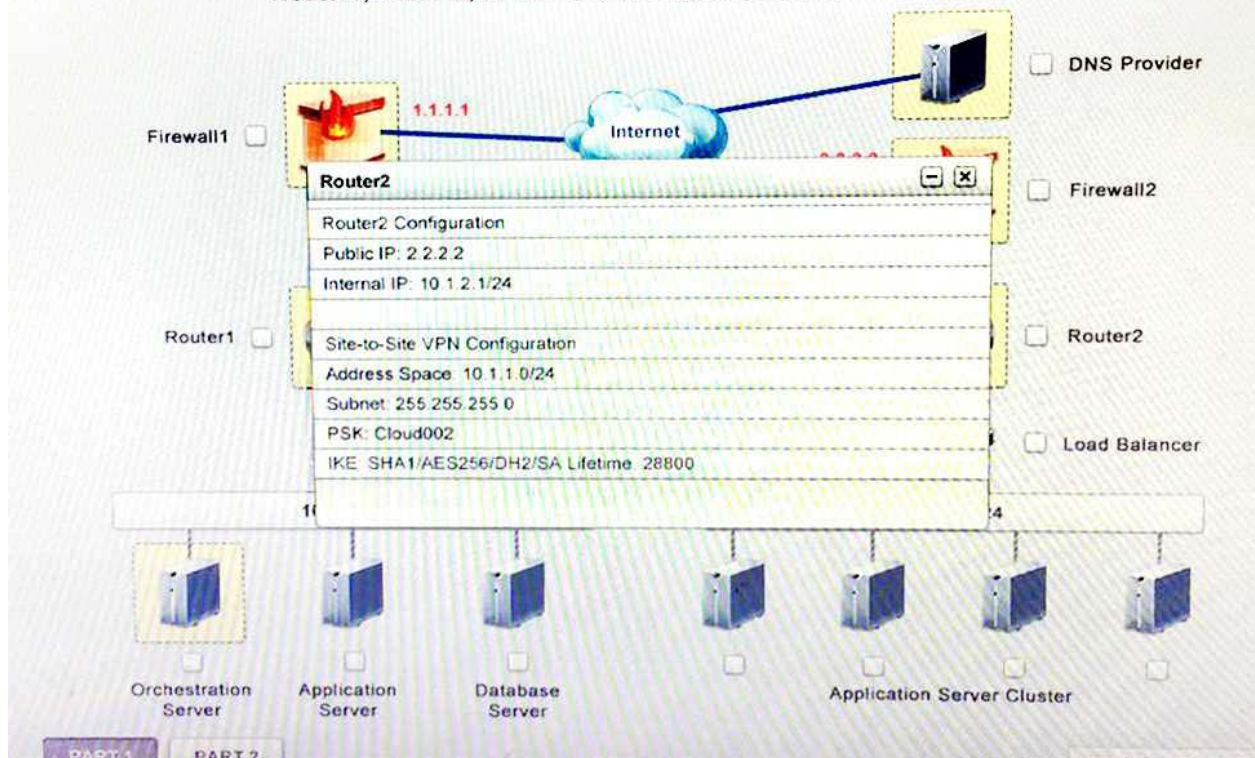 DNS Provider
1.1.1.1
Firewall1
Internet
Firewall2
Router2
Router2 Configuration
Public IP: 2.2.2.2
Internal IP: 10.1.2.1/24
Router1
Router2
Site-to-Site VPN Configuration
Address Space: 10.1.1.0/24
Subnet: 255.255.255.0
PSK: Cloud002
Load Balancer
IKE: SHA1/AES256/DH2/SA Lifetime: 28800
Orchestration
Server
Application
Server
Database
Server
Application Server Cluster
PART 1
PART 2